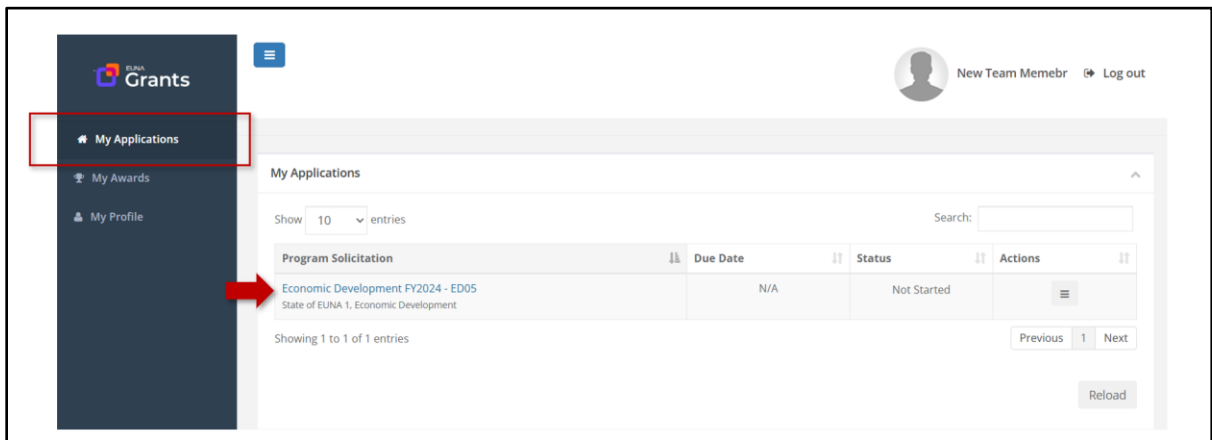 EUNA
Grants
New Team Memebr Log out
My Applications
My Awards
My Profile
My Applications
Show 10 entries Search:
Program Solicitation Due Date Status Actions
Economic Development FY2024 - ED05 N/A Not Started
State of EUNA 1, Economic Development
Showing 1 to 1 of 1 entries Previous 1 Next
Reload